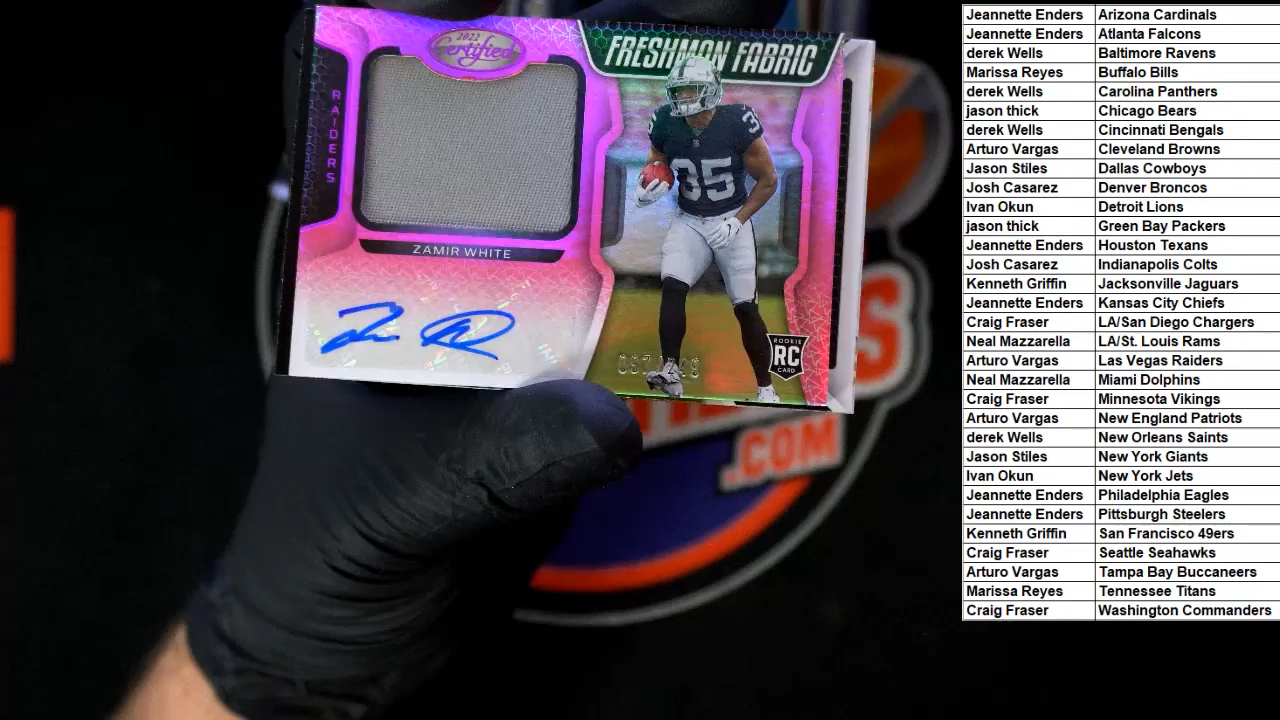 2022
Certified
FRESHMAN FABRIC
RAIDERS
35
35
ZAMIR WHITE
ROOKIE
RC
CARD
.COM
Jeannette Enders Arizona Cardinals
Jeannette Enders Atlanta Falcons
derek Wells Baltimore Ravens
Marissa Reyes Buffalo Bills
derek Wells Carolina Panthers
jason thick Chicago Bears
derek Wells Cincinnati Bengals
Arturo Vargas Cleveland Browns
Jason Stiles Dallas Cowboys
Josh Casarez Denver Broncos
Ivan Okun Detroit Lions
jason thick Green Bay Packers
Jeannette Enders Houston Texans
Josh Casarez Indianapolis Colts
Kenneth Griffin Jacksonville Jaguars
Jeannette Enders Kansas City Chiefs
Craig Fraser LA/San Diego Chargers
Neal Mazzarella LA/St. Louis Rams
Arturo Vargas Las Vegas Raiders
Neal Mazzarella Miami Dolphins
Craig Fraser Minnesota Vikings
Arturo Vargas New England Patriots
derek Wells New Orleans Saints
Jason Stiles New York Giants
Ivan Okun New York Jets
Jeannette Enders Philadelphia Eagles
Jeannette Enders Pittsburgh Steelers
Kenneth Griffin San Francisco 49ers
Craig Fraser Seattle Seahawks
Arturo Vargas Tampa Bay Buccaneers
Marissa Reyes Tennessee Titans
Craig Fraser Washington Commanders